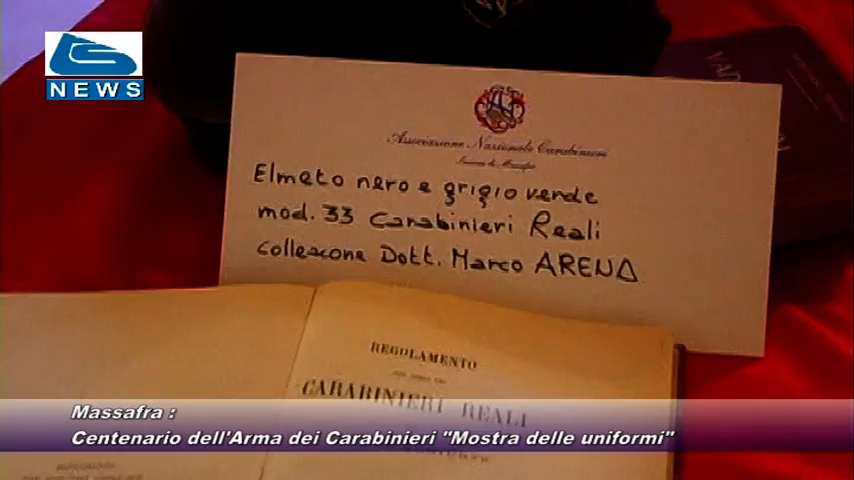 NEWS
Associazione Nazionale Carabinieri
Elmeto nero e grigio verde
mod. 33 Carabinieri Reali
collezione Dott. Marco ARENA
REGOLAMENTO
CARABINIERI REALI
Massafra :
Centenario dell'Arma dei Carabinieri "Mostra delle uniformi"